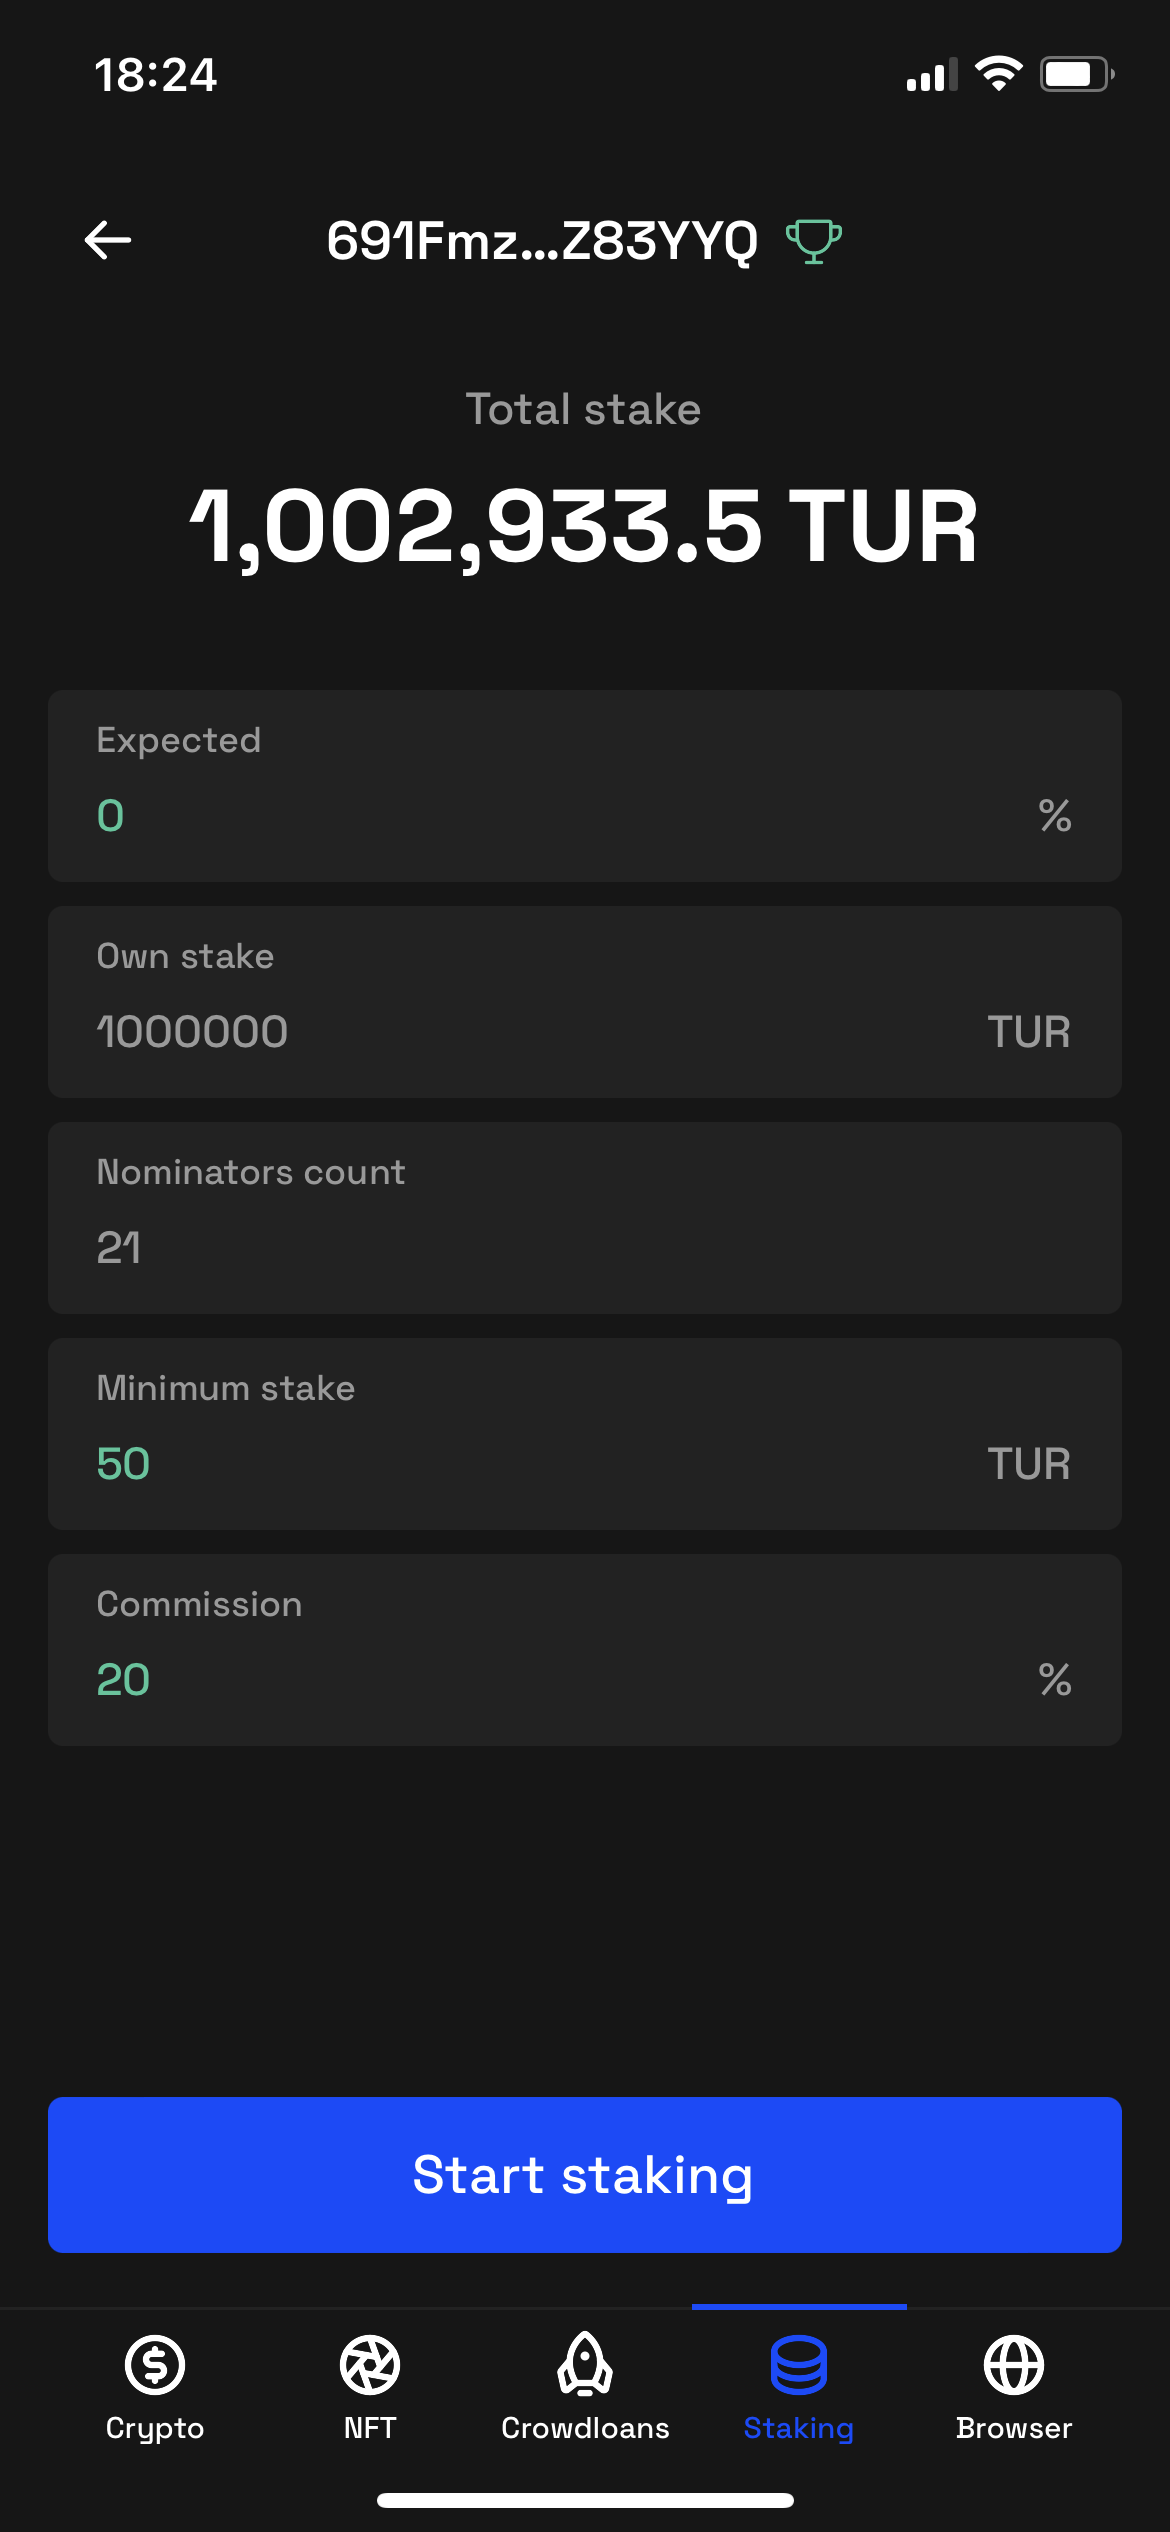 18:24
691Fmz...Z83YYQ
Total stake
1,002,933.5 TUR
Expected
0 %
Own stake
1000000 TUR
Nominators count
21
Minimum stake
50 TUR
Commission
20 %
Start staking
Crypto NFT Crowdloans Staking Browser